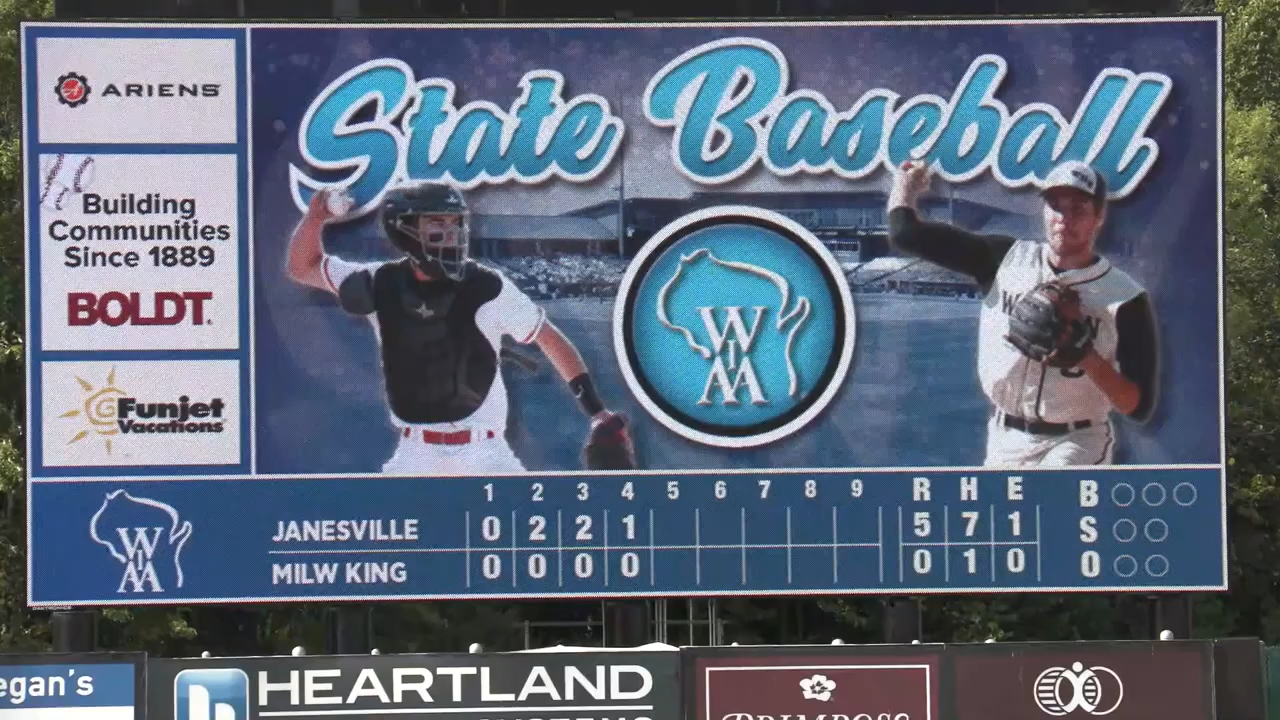 State Baseball
ARIENS
Building
Communities
Since 1889
BOLDT.
Funjet
Vacations
WIAA
WIAA
1 2 3 4 5 6 7 8 9 R H E B
JANESVILLE 0 2 2 1 5 7 1 S
MILW KING 0 0 0 0 0 1 0 O
DAKTRONICS
egan's
HEARTLAND
PRIMROSE